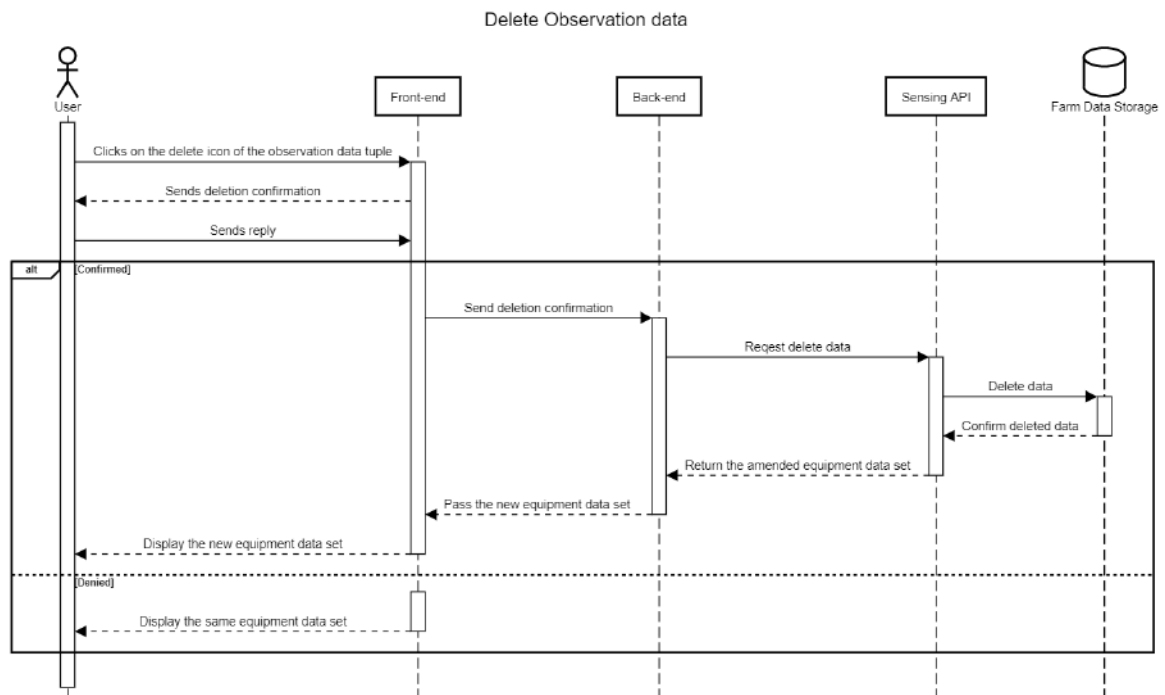 Delete Observation data
User
Front-end
Back-end
Sensing API
Farm Data Storage
Clicks on the delete icon of the observation data tuple
Sends deletion confirmation
Sends reply
alt
[Confirmed]
Send deletion confirmation
Reqest delete data
Delete data
Confirm deleted data
Return the amended equipment data set
Pass the new equipment data set
Display the new equipment data set
[Denied]
Display the same equipment data set